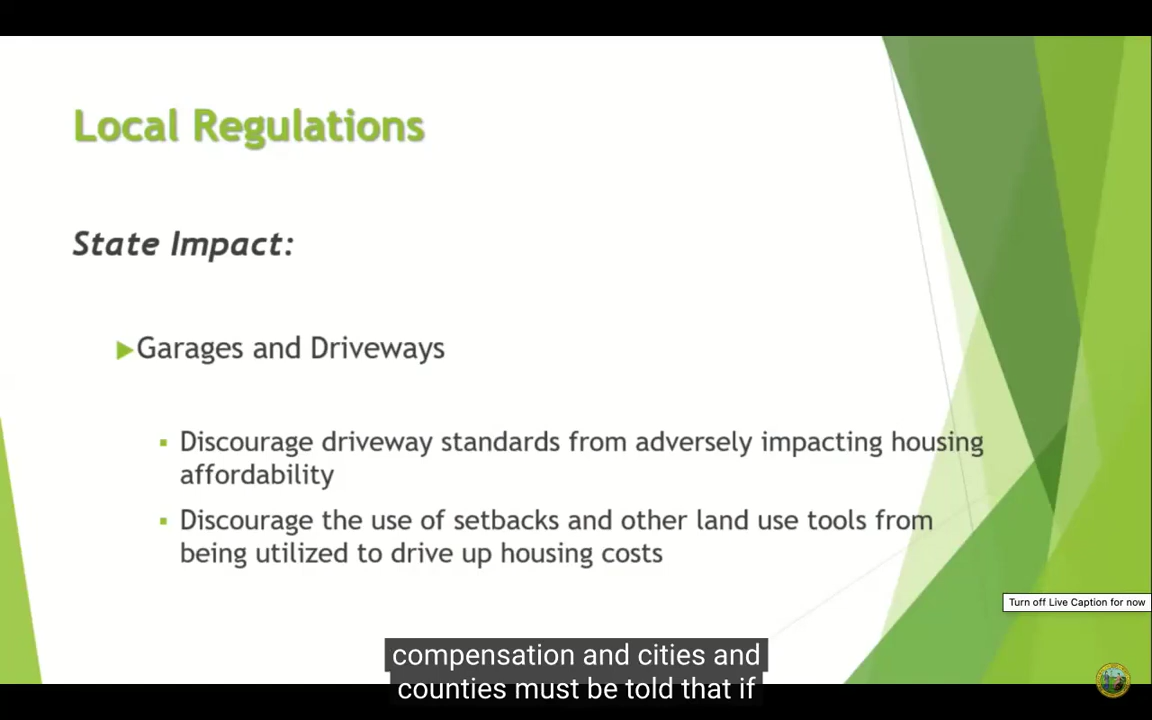 Local Regulations
State Impact:
Garages and Driveways
Discourage driveway standards from adversely impacting housing
affordability
Discourage the use of setbacks and other land use tools from
being utilized to drive up housing costs
Turn off Live Caption for now
compensation and cities and
counties must be told that if